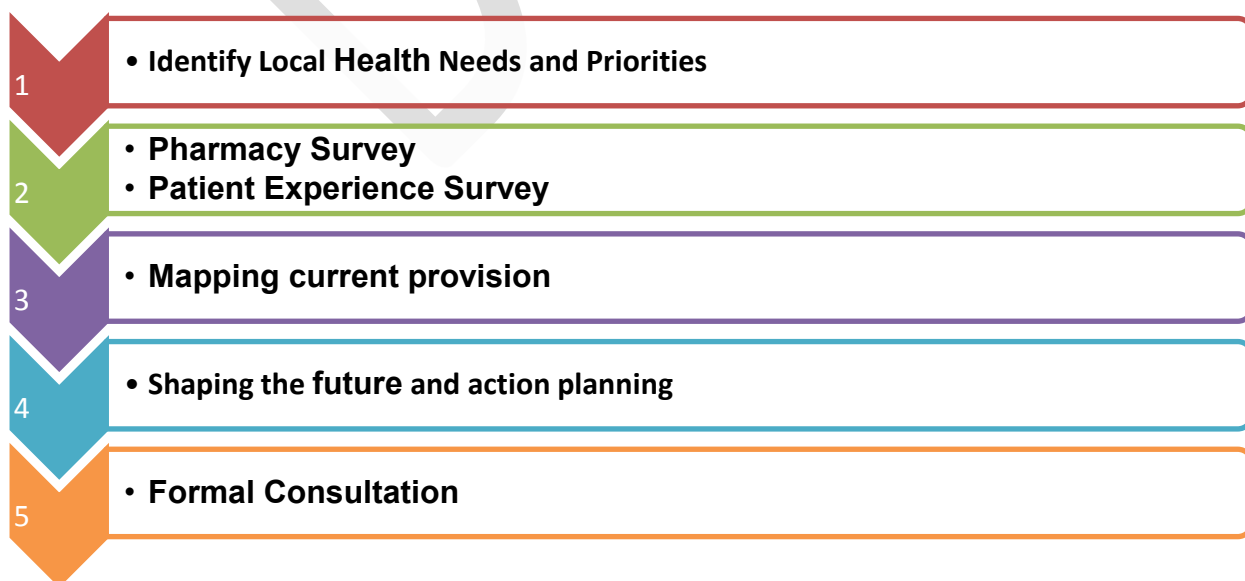 1
• Identify Local Health Needs and Priorities
2
• Pharmacy Survey
• Patient Experience Survey
3
• Mapping current provision
4
• Shaping the future and action planning
5
• Formal Consultation